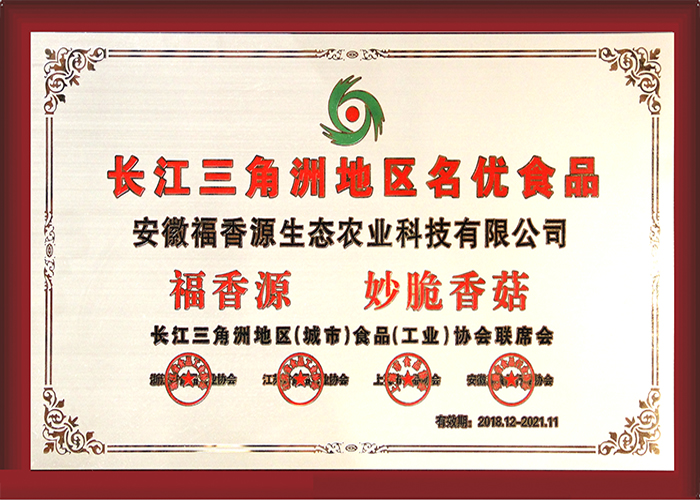 长江三角洲地区名优食品
安徽福香源生态农业科技有限公司
福香源 妙脆香菇
长江三角洲地区(城市)食品(工业)协会联席会
有效期: 2018.12-2021.11